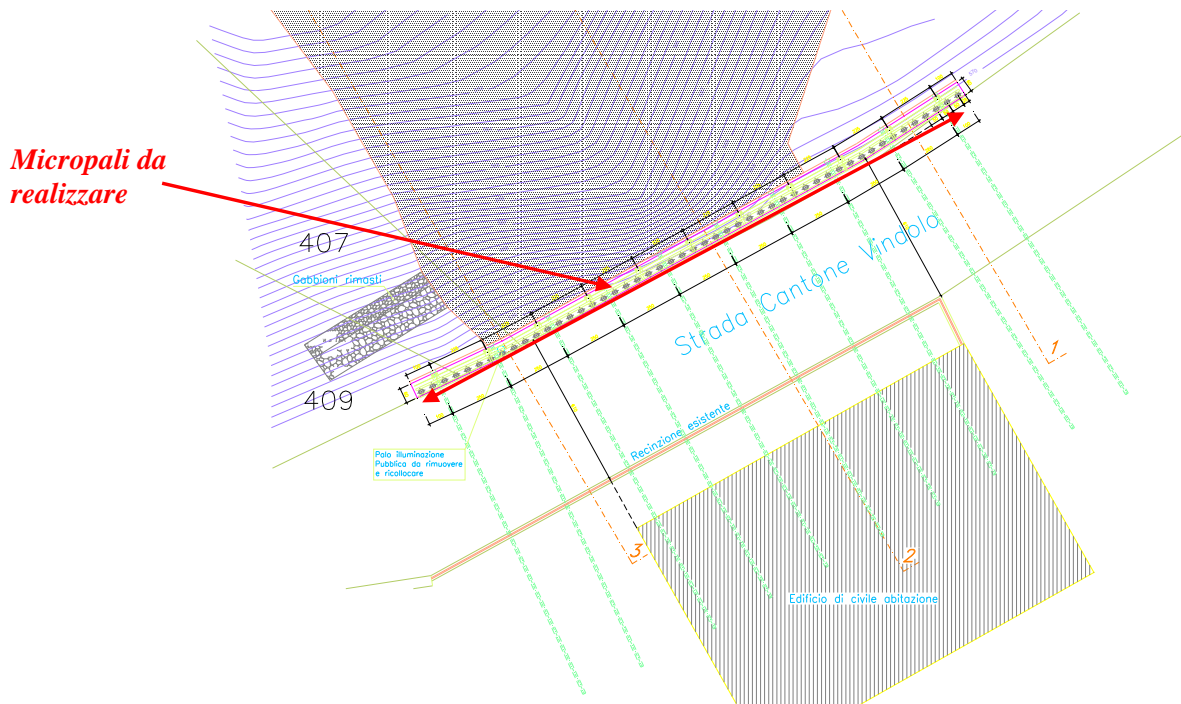 Micropali da
realizzare
407
Gabbioni rimasti
409
Strada Cantone Vindolo
Recinzione esistente
Palo illuminazione
Pubblica da rimuovere
e ricollocare
1
2
3
Edificio di civile abitazione